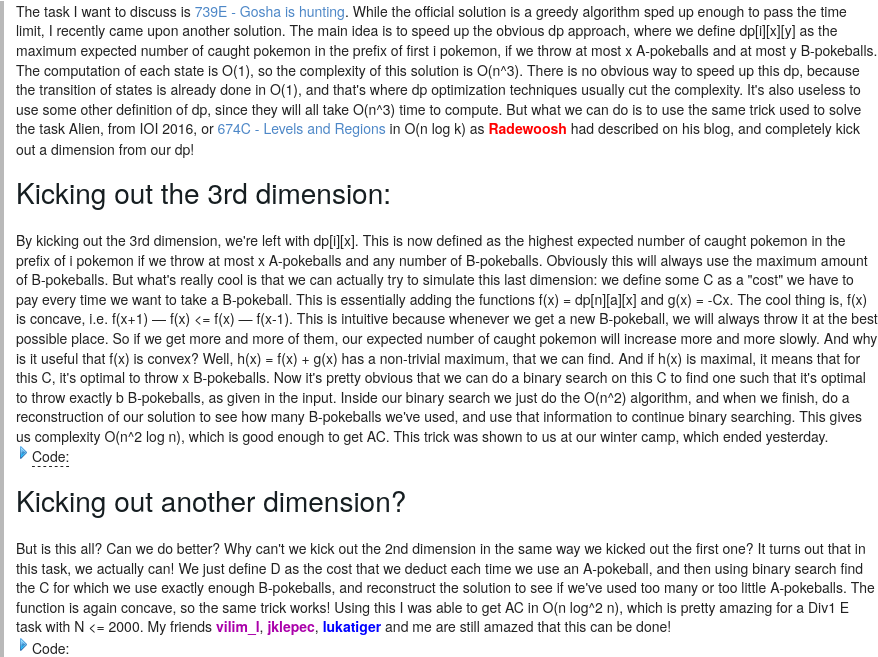 The task I want to discuss is 739E - Gosha is hunting. While the official solution is a greedy algorithm sped up enough to pass the time
limit, I recently came upon another solution. The main idea is to speed up the obvious dp approach, where we define dp[i][x][y] as the
maximum expected number of caught pokemon in the prefix of first i pokemon, if we throw at most x A-pokeballs and at most y B-pokeballs.
The computation of each state is O(1), so the complexity of this solution is O(n^3). There is no obvious way to speed up this dp, because
the transition of states is already done in O(1), and that's where dp optimization techniques usually cut the complexity. It's also useless to
use some other definition of dp, since they will all take O(n^3) time to compute. But what we can do is to use the same trick used to solve
the task Alien, from IOI 2016, or 674C - Levels and Regions in O(n log k) as Radewoosh had described on his blog, and completely kick
out a dimension from our dp!
Kicking out the 3rd dimension:
By kicking out the 3rd dimension, we're left with dp[i][x]. This is now defined as the highest expected number of caught pokemon in the
prefix of i pokemon if we throw at most x A-pokeballs and any number of B-pokeballs. Obviously this will always use the maximum amount
of B-pokeballs. But what's really cool is that we can actually try to simulate this last dimension: we define some C as a "cost" we have to
pay every time we want to take a B-pokeball. This is essentially adding the functions f(x) = dp[n][a][x] and g(x) = -Cx. The cool thing is, f(x)
is concave, i.e. f(x+1) — f(x) <= f(x) — f(x-1). This is intuitive because whenever we get a new B-pokeball, we will always throw it at the best
possible place. So if we get more and more of them, our expected number of caught pokemon will increase more and more slowly. And why
is it useful that f(x) is convex? Well, h(x) = f(x) + g(x) has a non-trivial maximum, that we can find. And if h(x) is maximal, it means that for
this C, it's optimal to throw x B-pokeballs. Now it's pretty obvious that we can do a binary search on this C to find one such that it's optimal
to throw exactly b B-pokeballs, as given in the input. Inside our binary search we just do the O(n^2) algorithm, and when we finish, do a
reconstruction of our solution to see how many B-pokeballs we've used, and use that information to continue binary searching. This gives
us complexity O(n^2 log n), which is good enough to get AC. This trick was shown to us at our winter camp, which ended yesterday.
Code:
Kicking out another dimension?
But is this all? Can we do better? Why can't we kick out the 2nd dimension in the same way we kicked out the first one? It turns out that in
this task, we actually can! We just define D as the cost that we deduct each time we use an A-pokeball, and then using binary search find
the C for which we use exactly enough B-pokeballs, and reconstruct the solution to see if we've used too many or too little A-pokeballs. The
function is again concave, so the same trick works! Using this I was able to get AC in O(n log^2 n), which is pretty amazing for a Div1 E
task with N <= 2000. My friends vilim_l, jklepec, lukatiger and me are still amazed that this can be done!
Code: